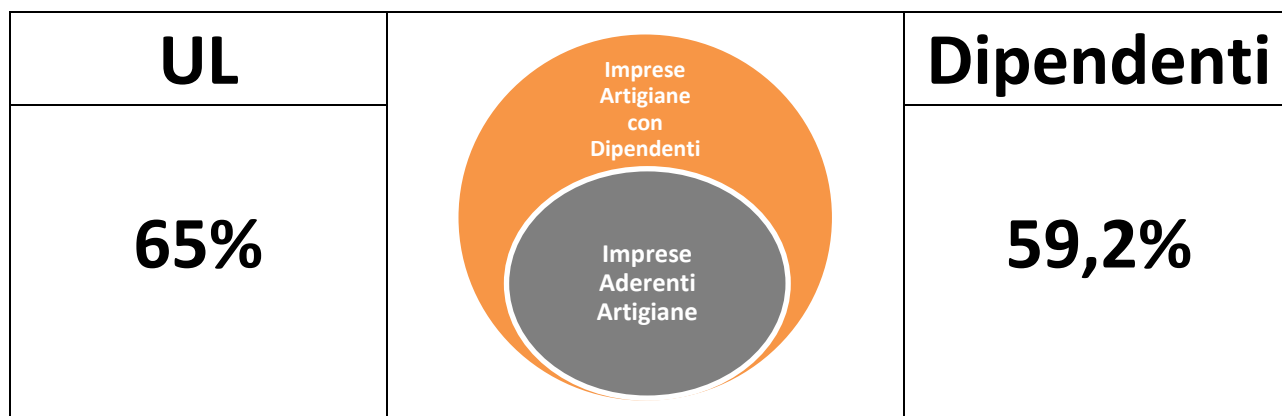 UL
Imprese
Artigiane
con
Dipendenti
Dipendenti
65%
Imprese
Aderenti
Artigiane
59,2%